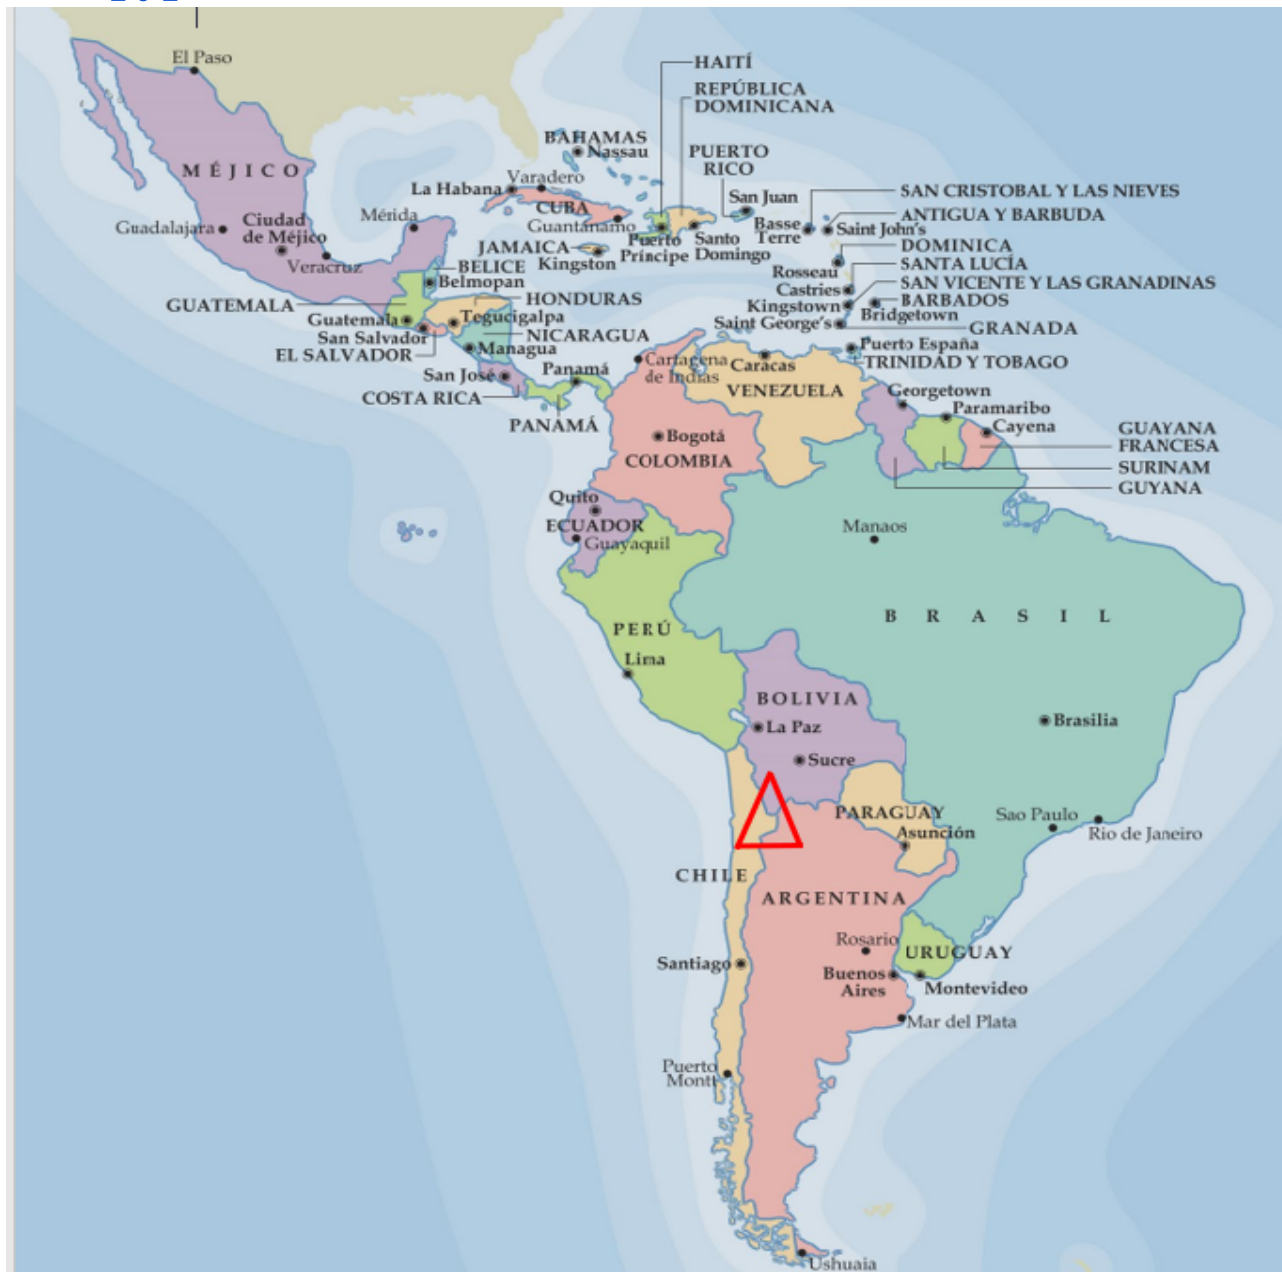 El Paso
HAITÍ
REPÚBLICA
DOMINICANA
BAHAMAS
Nassau
PUERTO
RICO
MÉJICO
Varadero
La Habana
San Juan
SAN CRISTOBAL Y LAS NIEVES
CUBA
Mérida
Guantánamo
Basse
Terre
Saint John's
ANTIGUA Y BARBUDA
Guadalajara
Ciudad
de Méjico
Puerto
Príncipe
Santo
Domingo
JAMAICA
Kingston
DOMINICA
Rosseau
Veracruz
BELICE
Belmopan
SANTA LUCÍA
Castries
SAN VICENTE Y LAS GRANADINAS
Kingstown
BARBADOS
Bridgetown
GUATEMALA
HONDURAS
Guatemala
Tegucigalpa
Saint George's
GRANADA
San Salvador
NICARAGUA
EL SALVADOR
Managua
Puerto España
TRINIDAD Y TOBAGO
Cartagena
de Indias
Caracas
San José
Panamá
VENEZUELA
COSTA RICA
Georgetown
PANAMÁ
Paramaribo
Cayena
GUAYANA
FRANCESA
Bogotá
COLOMBIA
SURINAM
GUYANA
Quito
ECUADOR
Guayaquil
Manaos
BRASIL
PERÚ
Lima
BOLIVIA
La Paz
Brasilia
Sucre
PARAGUAY
Asunción
Sao Paulo
Rio de Janeiro
CHILE
ARGENTINA
Rosario
URUGUAY
Santiago
Buenos
Aires
Montevideo
Mar del Plata
Puerto
Montt
Ushuaia